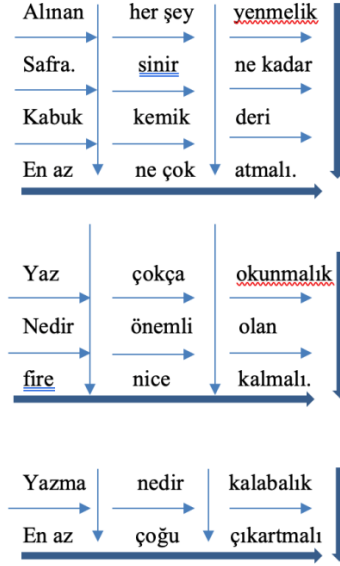 Alınan her şey yenmelik
Safra. sinir ne kadar
Kabuk kemik deri
En az ne çok atmalı.
Yaz çokça okunmalık
Nedir önemli olan
fire nice kalmalı.
Yazma nedir kalabalık
En az çoğu çıkartmalı